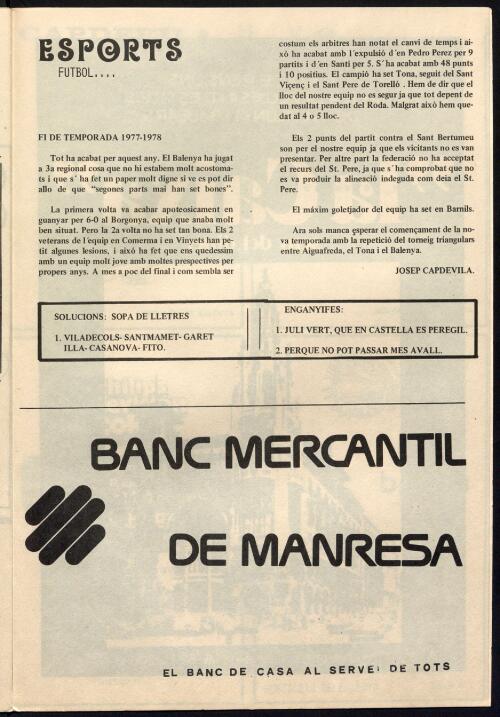 ESPORTS
FUTBOL....
FI DE TEMPORADA 1977-1978
Tot ha acabat per aquest any. El Balenya ha jugat
a 3a regional cosa que no hi estabem molt acostoma-
ts i que s´ha fet un paper molt digne si ve es pot dir
allo de que "segones parts mai han set bones".
La primera volta va acabar apoteosicament en
guanyar per 6-0 al Borgonya, equip que anaba molt
ben situat. Pero la 2a volta no ha set tan bona. Els 2
veterans de l´equip en Comerma i en Vinyets han pe-
tit algunes lesions, i aixó ha fet que ens quedessim
amb un equip molt jove amb moltes prespectives per
propers anys. A mes a poc del final i com sembla ser
costum els arbitres han notat el canvi de temps i ai-
xó ha acabat amb l´expulsió d´en Pedro Perez per 9
partits i d´en Santi per 5. S´ha acabat amb 48 punts
i 10 positius. El campió ha set Tona, seguit del Sant
Viçenç i el Sant Pere de Torelló . Hem de dir que el
lloc del nostre equip no es segur ja que tot depent de
un resultat pendent del Roda. Malgrat aixó hem que-
dat al 4 o 5 lloc.
Els 2 punts del partit contra el Sant Bertumeu
son per el nostre equip ja que els vicitants no es van
presentar. Per altre part la federació no ha acceptat
el recurs del St. Pere, ja que s´ha comprobat que no
es va produir la alineació indeguda com deia el St.
Pere.
El máxim goletjador del equip ha set en Barnils.
Ara sols manca esperar el començament de la no-
va temporada amb la repetició del torneig triangulars
entre Aiguafreda, el Tona i el Balenya.
JOSEP CAPDEVILA.
SOLUCIONS: SOPA DE LLETRES
1. VILADECOLS- SANTMAMET- GARET
ILLA- CASANOVA- FITO.
ENGANYIFES:
1. JULI VERT, QUE EN CASTELLA ES PEREGIL.
2. PERQUE NO POT PASSAR MES AVALL.
BANC MERCANTIL
DE MANRESA
EL BANC DE CASA AL SERVEI DE TOTS